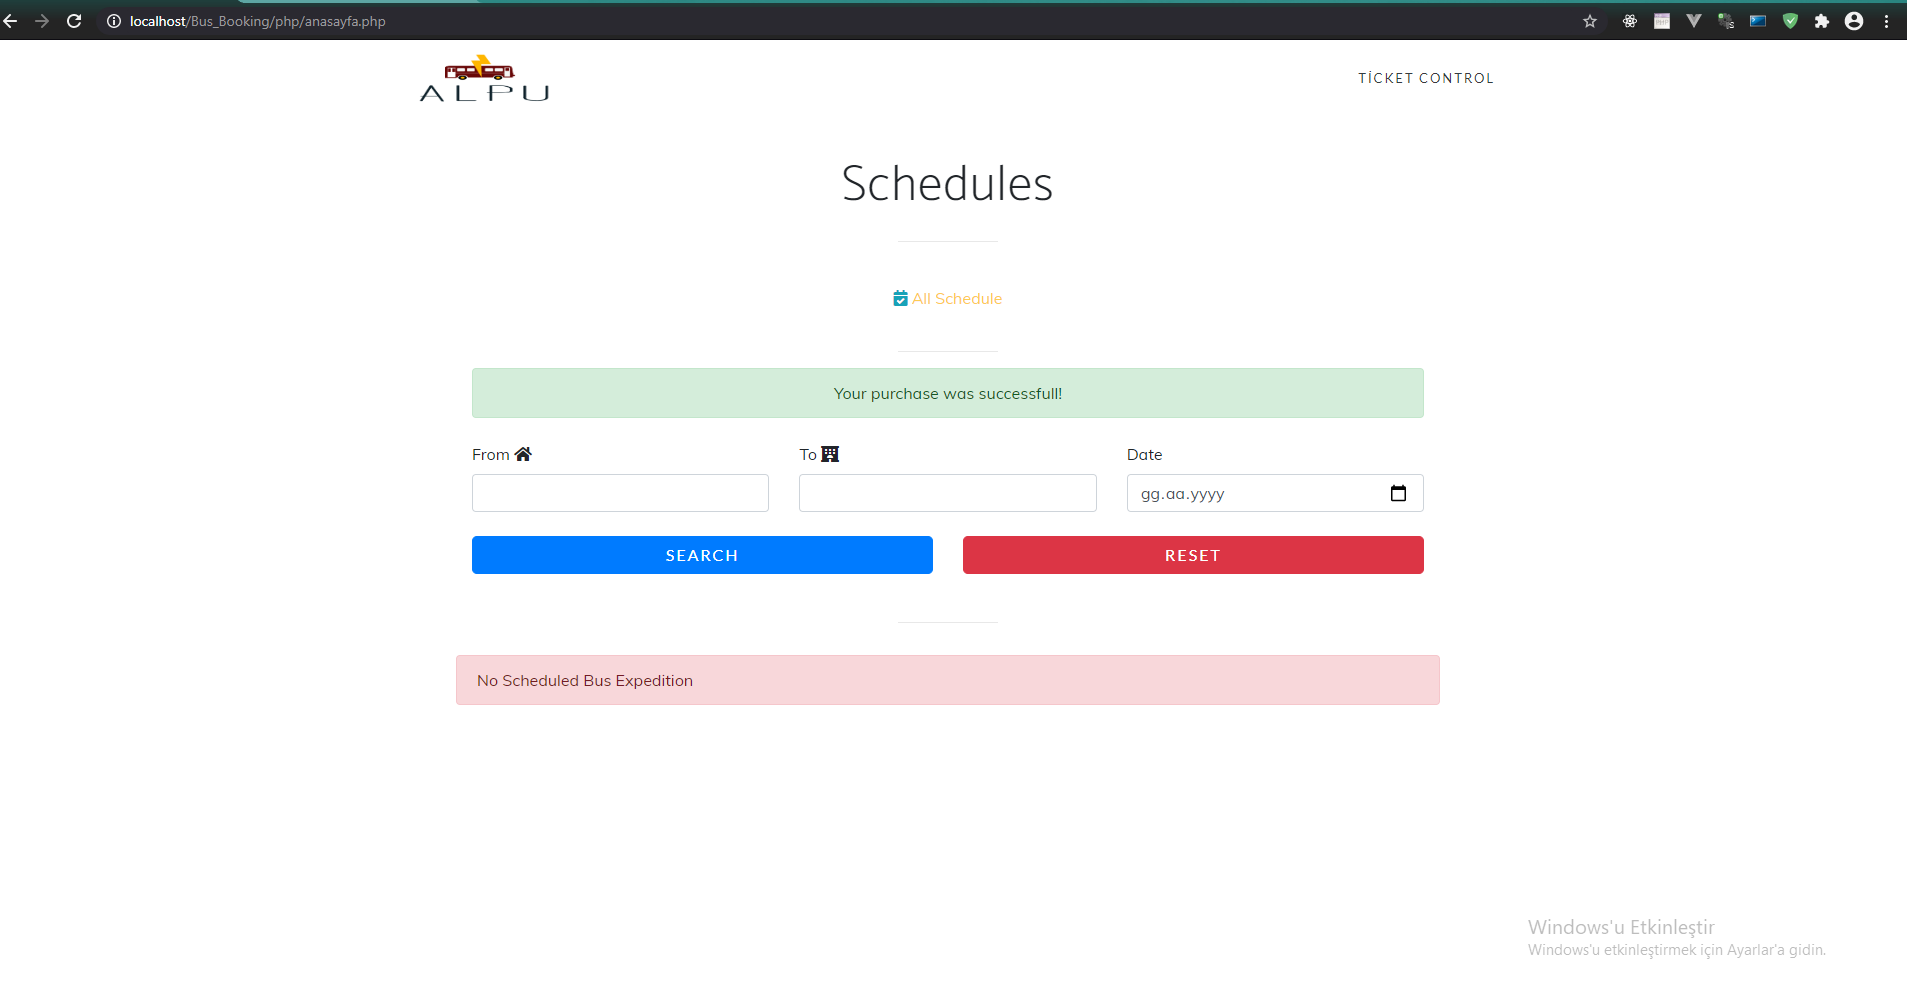 localhost/Bus_Booking/php/anasayfa.php
ALPU
TİCKET CONTROL
Schedules
All Schedule
Your purchase was successfull!
From
To
Date
gg.aa.yyyy
SEARCH
RESET
No Scheduled Bus Expedition
Windows'u Etkinleştir
Windows'u etkinleştirmek için Ayarlar'a gidin.